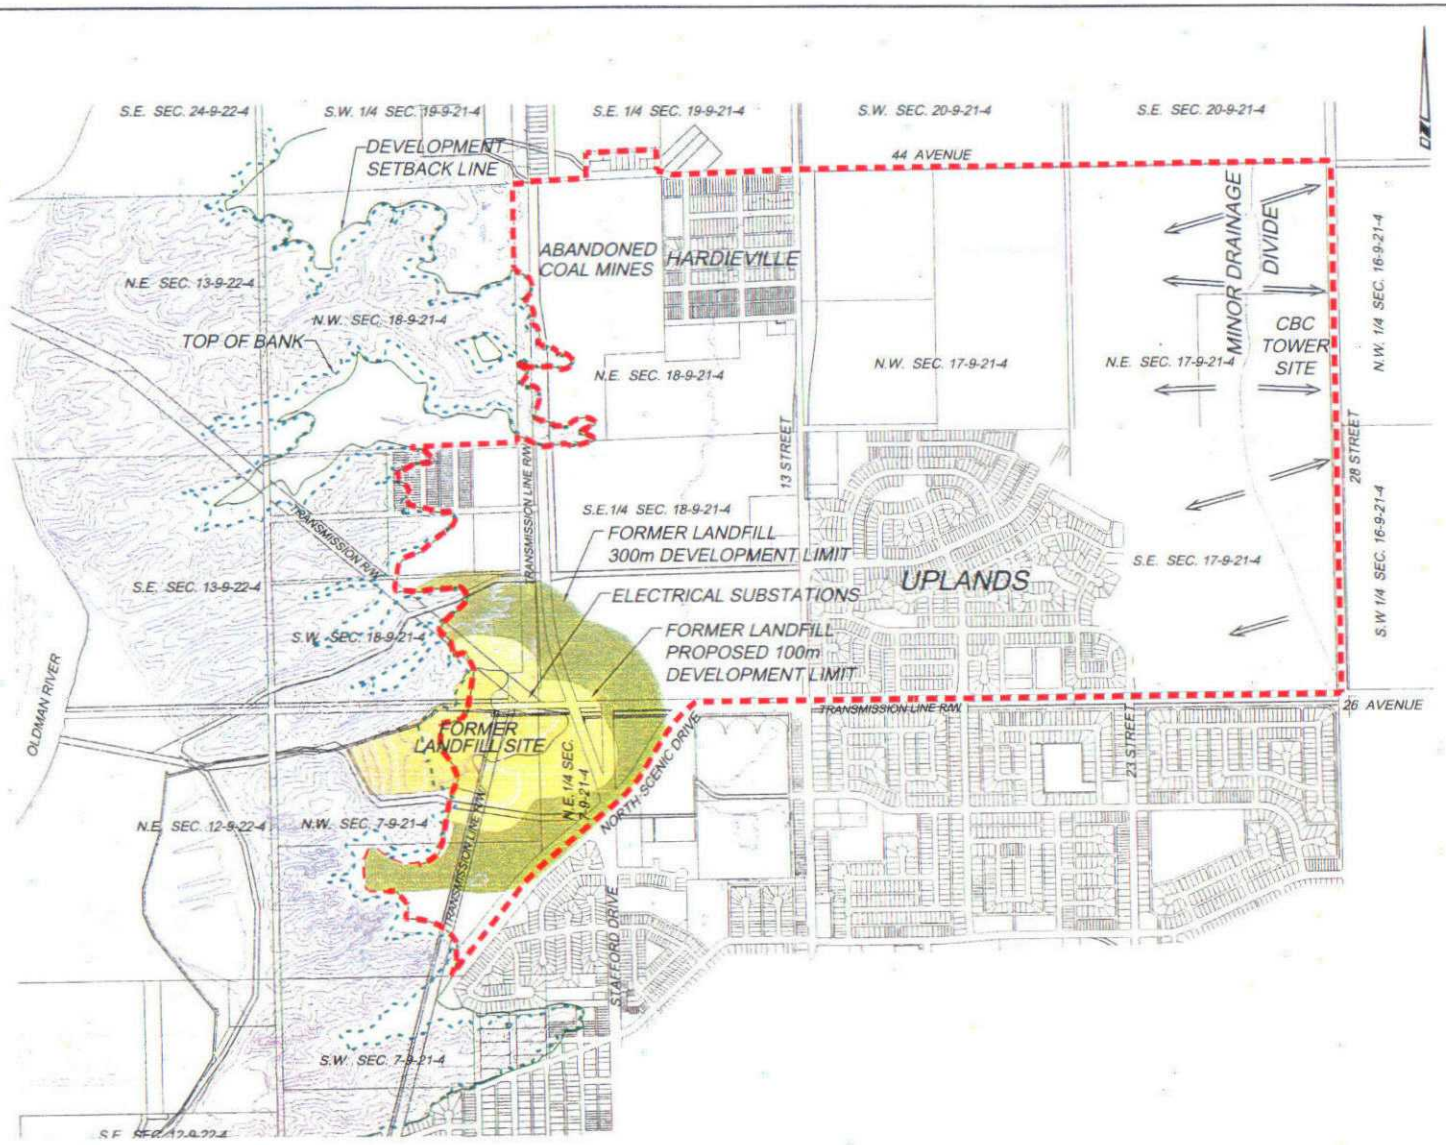 S.E. SEC. 24-9-22-4
S.W. 1/4 SEC. 19-9-21-4
S.E. 1/4 SEC. 19-9-21-4
S.W. SEC. 20-9-21-4
S.E. SEC. 20-9-21-4
DEVELOPMENT
SETBACK LINE
44 AVENUE
MINOR DRAINAGE
DIVIDE
N.W. 1/4 SEC. 16-9-21-4
ABANDONED
COAL MINES
HARDIEVILLE
N.E. SEC. 13-9-22-4
N.W. SEC. 18-9-21-4
TOP OF BANK
CBC
TOWER
SITE
N.E. SEC. 18-9-21-4
N.W. SEC. 17-9-21-4
N.E. SEC. 17-9-21-4
13 STREET
28 STREET
TRANSMISSION LINE R/W
TRANSMISSION R/W
S.E.1/4 SEC. 18-9-21-4
FORMER LANDFILL
300m DEVELOPMENT LIMIT
S.W 1/4 SEC. 16-9-21-4
S.E. SEC. 13-9-22-4
S.E. SEC. 17-9-21-4
UPLANDS
ELECTRICAL SUBSTATIONS
S.W. SEC. 18-9-21-4
FORMER LANDFILL
PROPOSED 100m
DEVELOPMENT LIMIT
OLDMAN RIVER
TRANSMISSION LINE R/W
26 AVENUE
FORMER
LANDFILL SITE
23 STREET
N.E. 1/4 SEC.
7-9-21-4
NORTH SCENIC DRIVE
N.E. SEC. 12-9-22-4
N.W. SEC. 7-9-21-4
TRANSMISSION LINE R/W
STAFFORD DRIVE
S.W. SEC. 7-9-21-4
S.E. SEC. 12-9-22-4